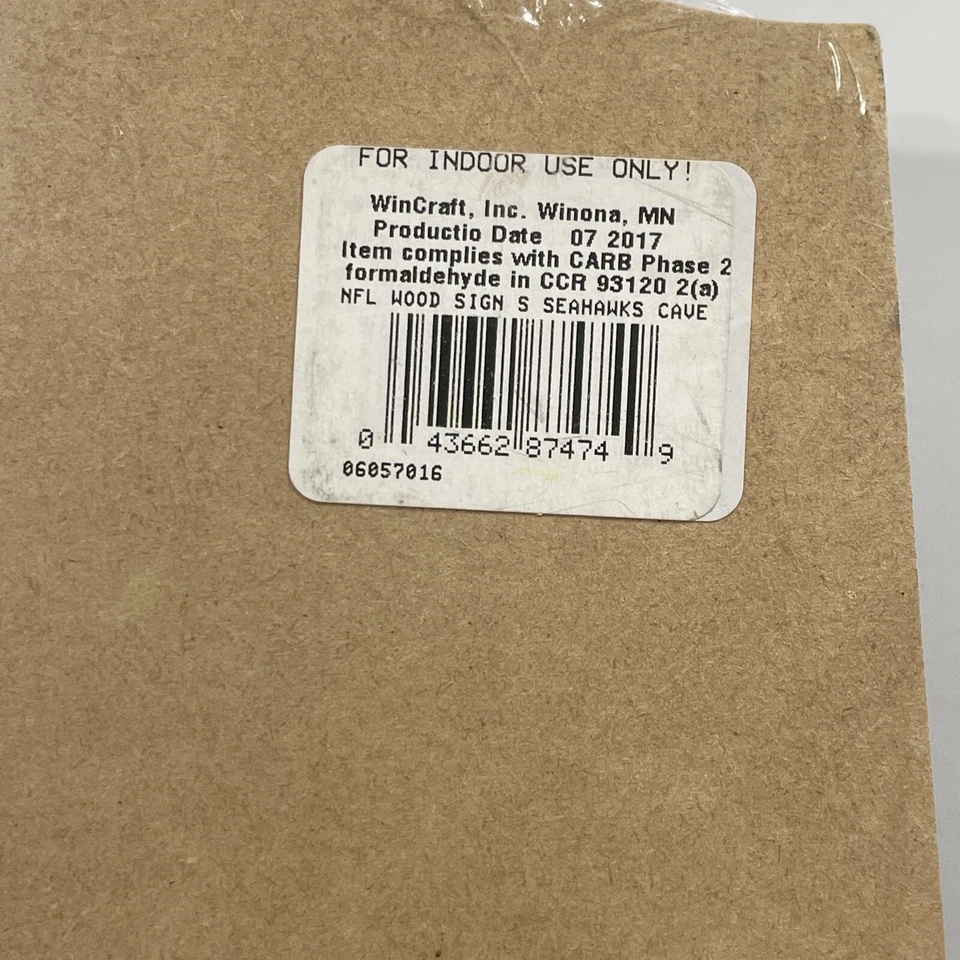 FOR INDOOR USE ONLY!
WinCraft, Inc. Winona, MN
Productio Date 07 2017
Item complies with CARB Phase 2
formaldehyde in CCR 93120 2(a)
NFL WOOD SIGN S SEAHAWKS CAVE
0 43662 87474 9
06057016